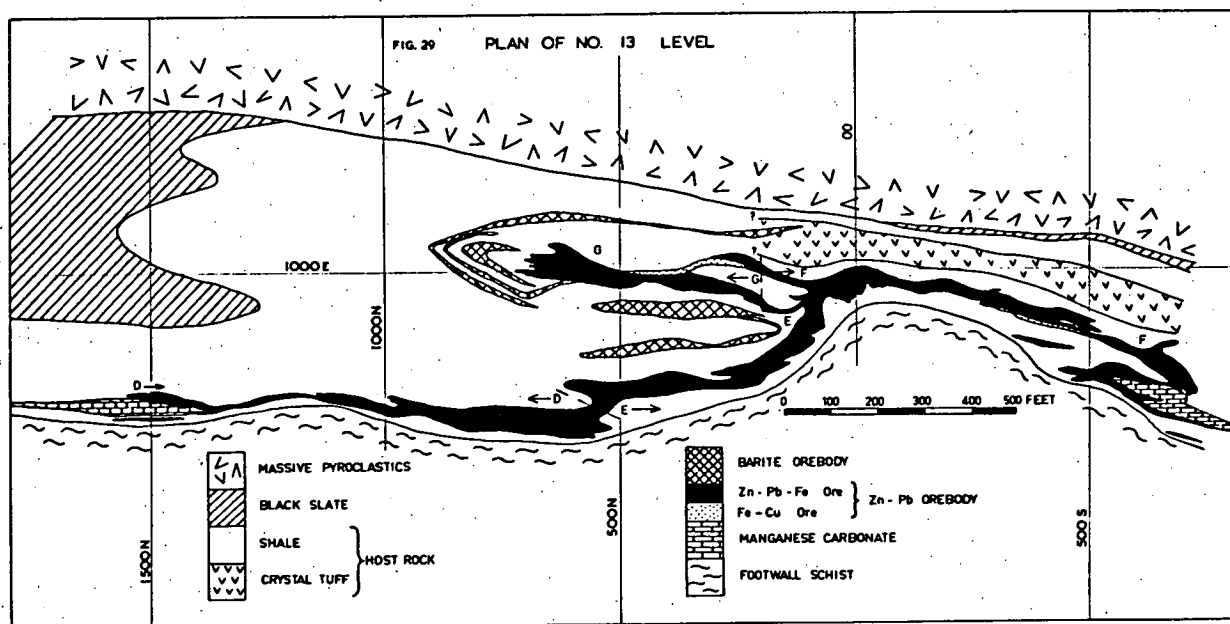 FIG. 29 PLAN OF NO. 13 LEVEL
00
1000 E
1000N
G
G
F
E
F
D
D
E
0 100 200 300 400 500 FEET
1500N
500N
500 S
MASSIVE PYROCLASTICS
BLACK SLATE
SHALE
CRYSTAL TUFF
HOST ROCK
BARITE OREBODY
Zn-Pb-Fe Ore
Fe-Cu Ore
Zn-Pb OREBODY
MANGANESE CARBONATE
FOOTWALL SCHIST